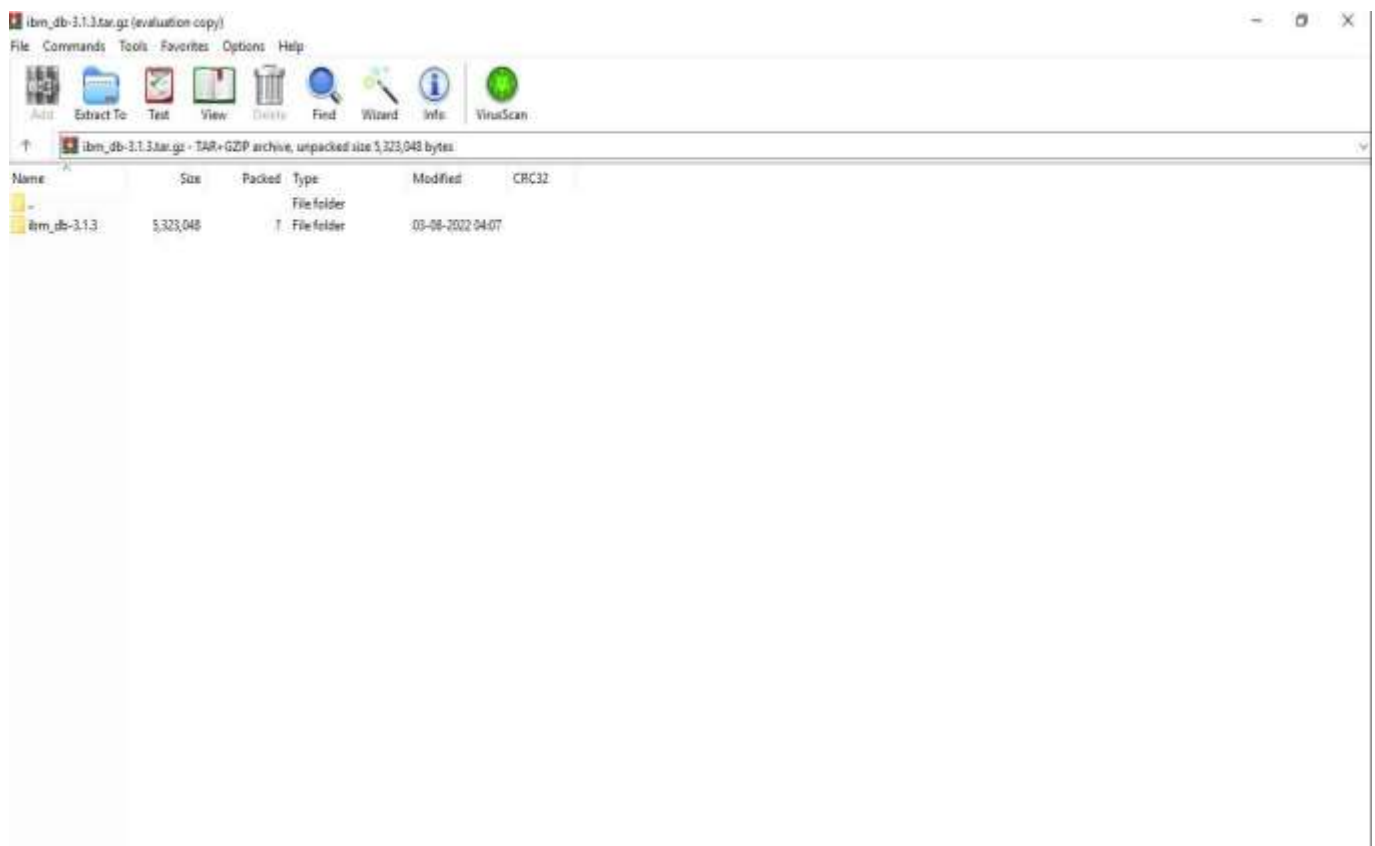 ibm_db-3.1.3.tar.gz (evaluation copy)
File Commands Tools Favorites Options Help
Add Extract To Test View Delete Find Wizard Info VirusScan
ibm_db-3.1.3.tar.gz - TAR+GZIP archive, unpacked size 5,323,048 bytes
Name Size Packed Type Modified CRC32
.. File folder
ibm_db-3.1.3 5,323,048 ? File folder 03-08-2022 04:07